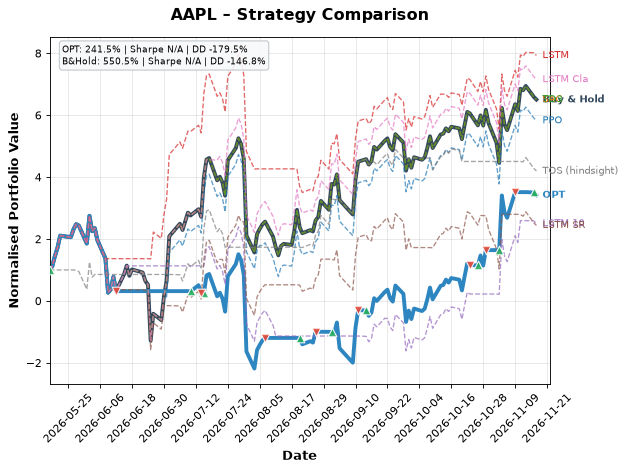 AAPL – Strategy Comparison
OPT: 241.5% | Sharpe N/A | DD -179.5%
B&Hold: 550.5% | Sharpe N/A | DD -146.8%
Normalised Portfolio Value
8
6
4
2
0
−2
LSTM
LSTM Cla
Buy & Hold
PPO
TOS (hindsight)
OPT
LSTM SR
2026-05-25
2026-06-06
2026-06-18
2026-06-30
2026-07-12
2026-07-24
2026-08-05
2026-08-17
2026-08-29
2026-09-10
2026-09-22
2026-10-04
2026-10-16
2026-10-28
2026-11-09
2026-11-21
Date